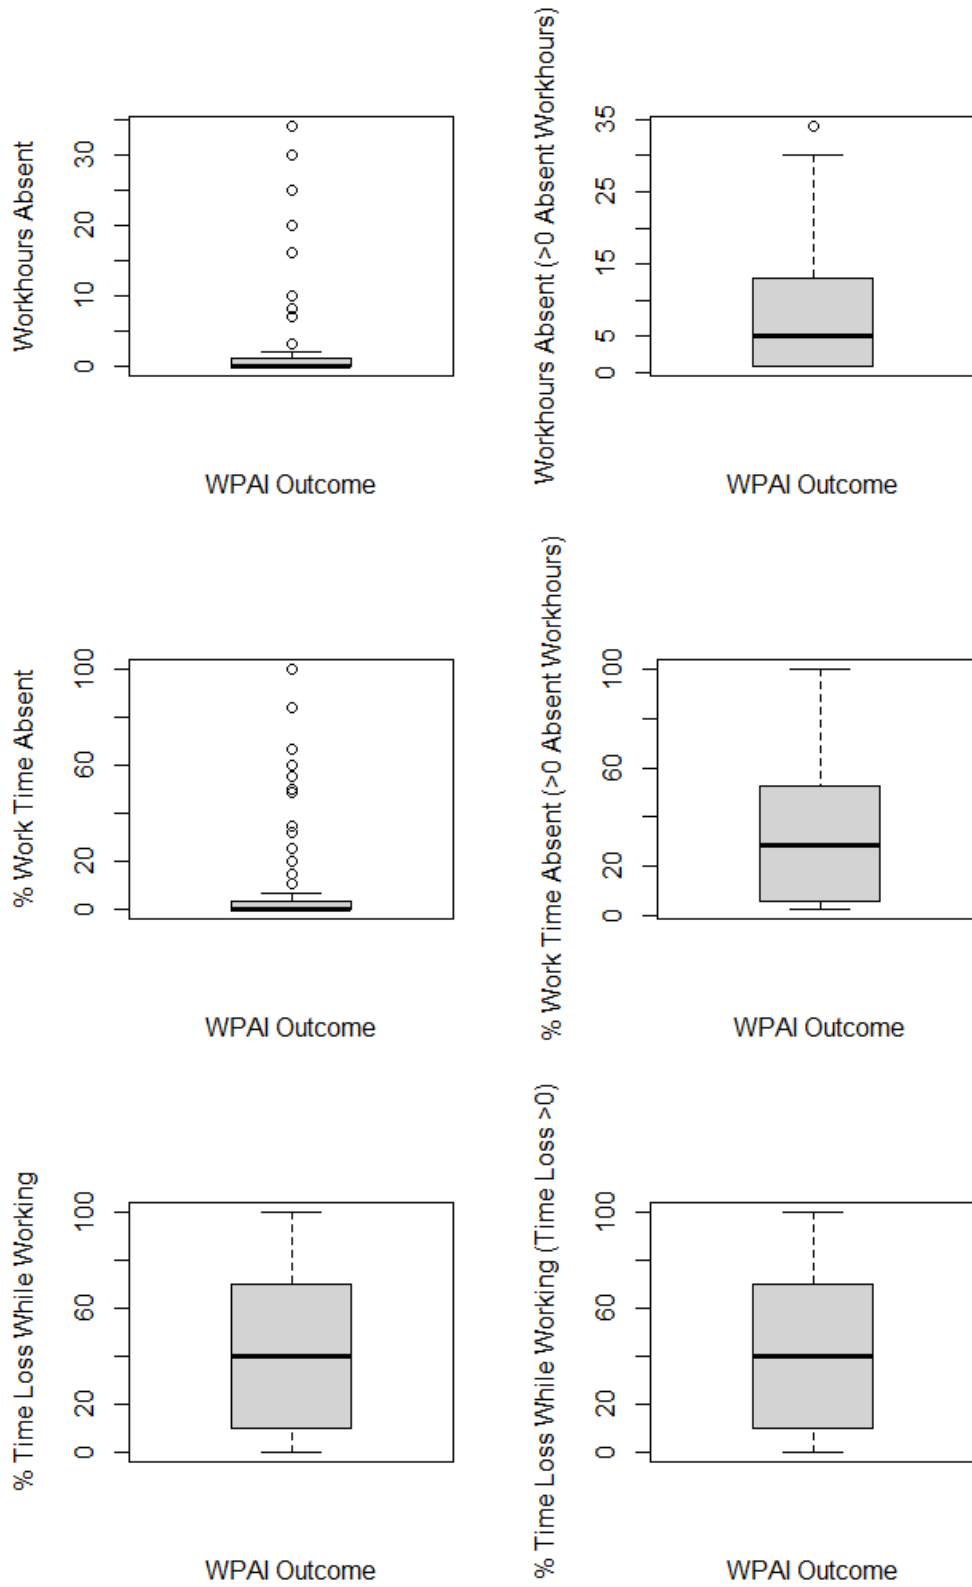 Workhours Absent
30
20
10
0
WPAI Outcome
Workhours Absent (>0 Absent Workhours)
35
25
15
5
0
WPAI Outcome
% Work Time Absent
100
60
20
0
WPAI Outcome
% Work Time Absent (>0 Absent Workhours)
100
60
20
0
WPAI Outcome
% Time Loss While Working
100
60
20
0
WPAI Outcome
% Time Loss While Working (Time Loss >0)
100
60
20
0
WPAI Outcome